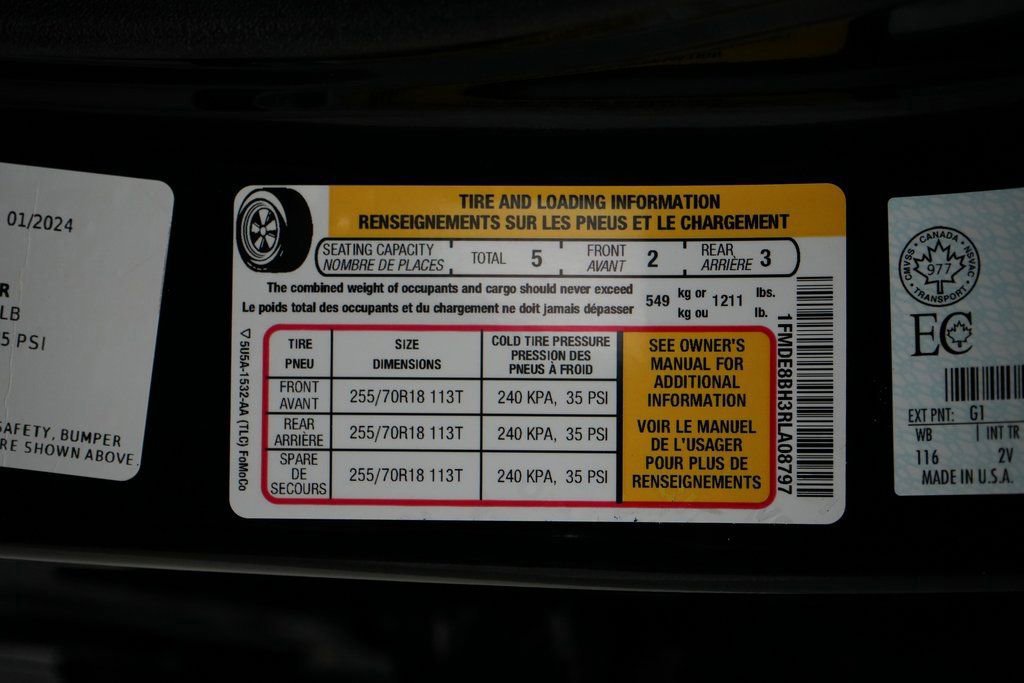 01/2024
R
LB
5 PSI
SAFETY, BUMPER
RE SHOWN ABOVE.
TIRE AND LOADING INFORMATION
RENSEIGNEMENTS SUR LES PNEUS ET LE CHARGEMENT
SEATING CAPACITY
NOMBRE DE PLACES
TOTAL 5
FRONT
AVANT
2
REAR
ARRIÈRE
3
The combined weight of occupants and cargo should never exceed
Le poids total des occupants et du chargement ne doit jamais dépasser
549 kg or 1211 lbs.
kg ou lb.
TIRE
PNEU
SIZE
DIMENSIONS
COLD TIRE PRESSURE
PRESSION DES
PNEUS À FROID
FRONT
AVANT
255/70R18 113T
240 KPA, 35 PSI
REAR
ARRIÈRE
255/70R18 113T
240 KPA, 35 PSI
SPARE
DE
SECOURS
255/70R18 113T
240 KPA, 35 PSI
SEE OWNER'S
MANUAL FOR
ADDITIONAL
INFORMATION
VOIR LE MANUEL
DE L'USAGER
POUR PLUS DE
RENSEIGNEMENTS
5U5A-1532-AA (TLC) FoMoCo
1FMDE8BH3RLA08797
CANADA
CMVSS
NSVAC
977
TRANSPORT
EC
EXT PNT: G1
WB INT TR
116 2V
MADE IN U.S.A.